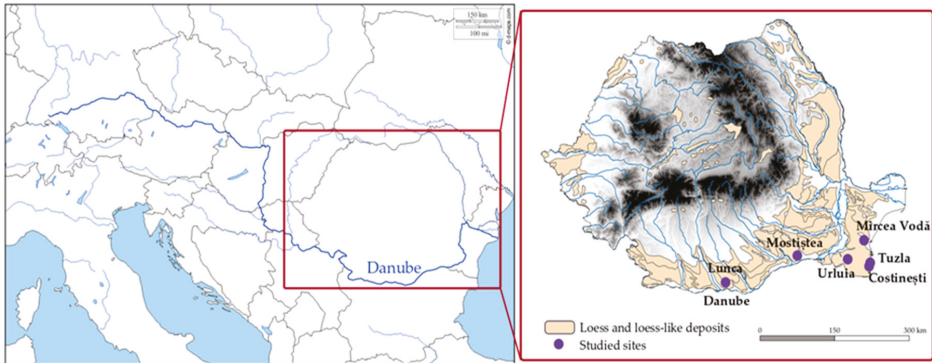 150 km
100 mi
© d-maps.com
Danube
Mircea Vodă
Mostiștea
Tuzla
Lunca
Urluia
Costinești
Danube
Loess and loess-like deposits
Studied sites
0
150
300 km